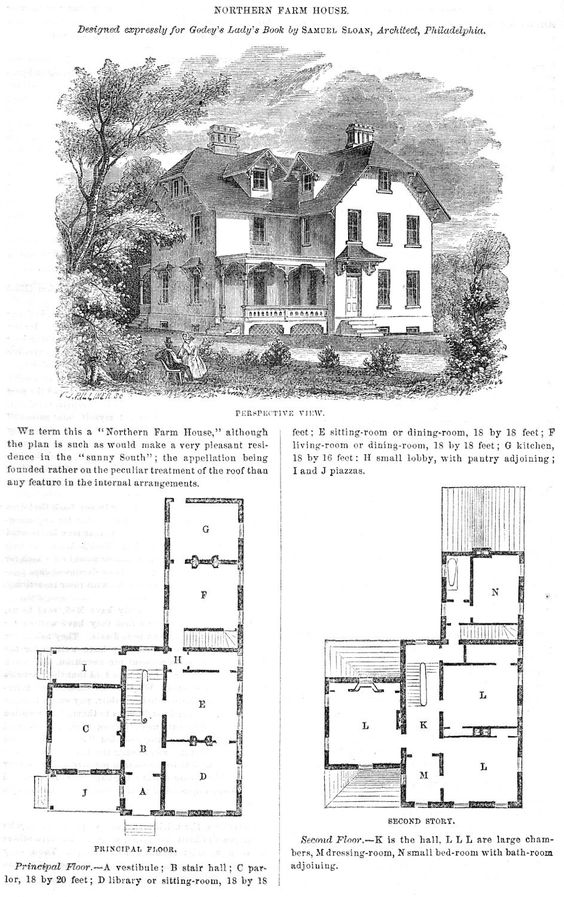 NORTHERN FARM HOUSE.
Designed expressly for Godey's Lady's Book by SAMUEL SLOAN, Architect, Philadelphia.
PERSPECTIVE VIEW.
WE term this a "Northern Farm House," although
the plan is such as would make a very pleasant resi-
dence in the "sunny South"; the appellation being
founded rather on the peculiar treatment of the roof than
any feature in the internal arrangements.
G
F
H
I
E
C
B
D
J
A
PRINCIPAL FLOOR.
Principal Floor.—A vestibule; B stair hall; C par-
lor, 18 by 20 feet; D library or sitting-room, 18 by 18
feet; E sitting-room or dining-room, 18 by 18 feet; F
living-room or dining-room, 18 by 18 feet; G kitchen,
18 by 16 feet: H small lobby, with pantry adjoining;
I and J piazzas.
N
L
L
K
M
L
SECOND STORY.
Second Floor.—K is the hall, L L L are large cham-
bers, M dressing-room, N small bed-room with bath-room
adjoining.